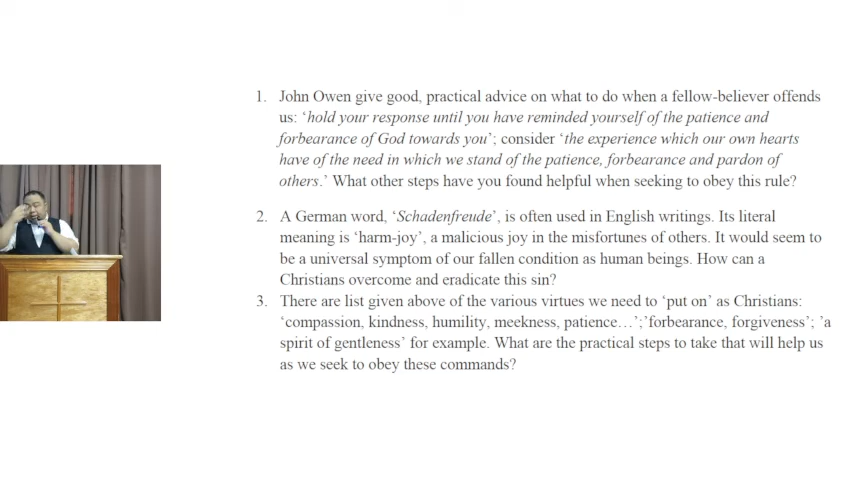 1. John Owen give good, practical advice on what to do when a fellow-believer offends
us: ‘hold your response until you have reminded yourself of the patience and
forbearance of God towards you’; consider ‘the experience which our own hearts
have of the need in which we stand of the patience, forbearance and pardon of
others.’ What other steps have you found helpful when seeking to obey this rule?
2. A German word, ‘Schadenfreude’, is often used in English writings. Its literal
meaning is ‘harm-joy’, a malicious joy in the misfortunes of others. It would seem to
be a universal symptom of our fallen condition as human beings. How can a
Christians overcome and eradicate this sin?
3. There are list given above of the various virtues we need to ‘put on’ as Christians:
‘compassion, kindness, humility, meekness, patience…’;’forbearance, forgiveness’; ’a
spirit of gentleness’ for example. What are the practical steps to take that will help us
as we seek to obey these commands?